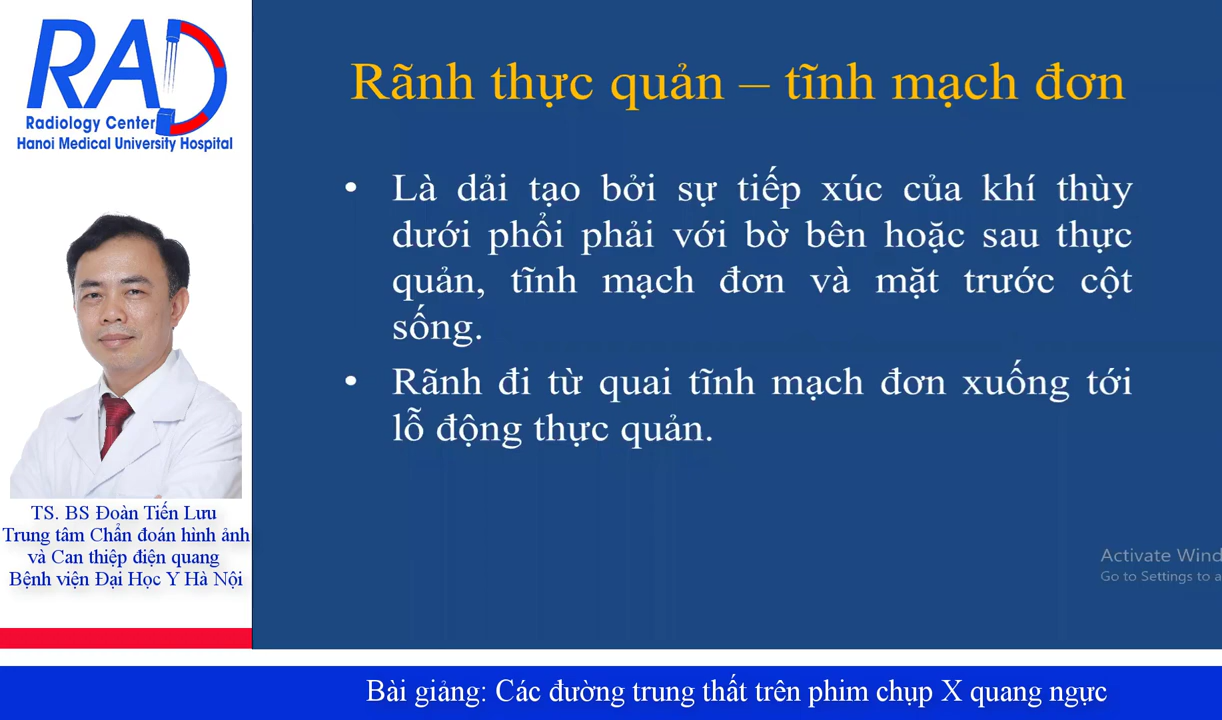 RAD
Radiology Center
Hanoi Medical University Hospital
TS. BS Đoàn Tiến Lưu
Trung tâm Chẩn đoán hình ảnh
và Can thiệp điện quang
Bệnh viện Đại Học Y Hà Nội
Rãnh thực quản – tĩnh mạch đơn
• Là dải tạo bởi sự tiếp xúc của khí thùy
dưới phổi phải với bờ bên hoặc sau thực
quản, tĩnh mạch đơn và mặt trước cột
sống.
• Rãnh đi từ quai tĩnh mạch đơn xuống tới
lỗ động thực quản.
Activate Wind
Go to Settings to a
Bài giảng: Các đường trung thất trên phim chụp X quang ngực